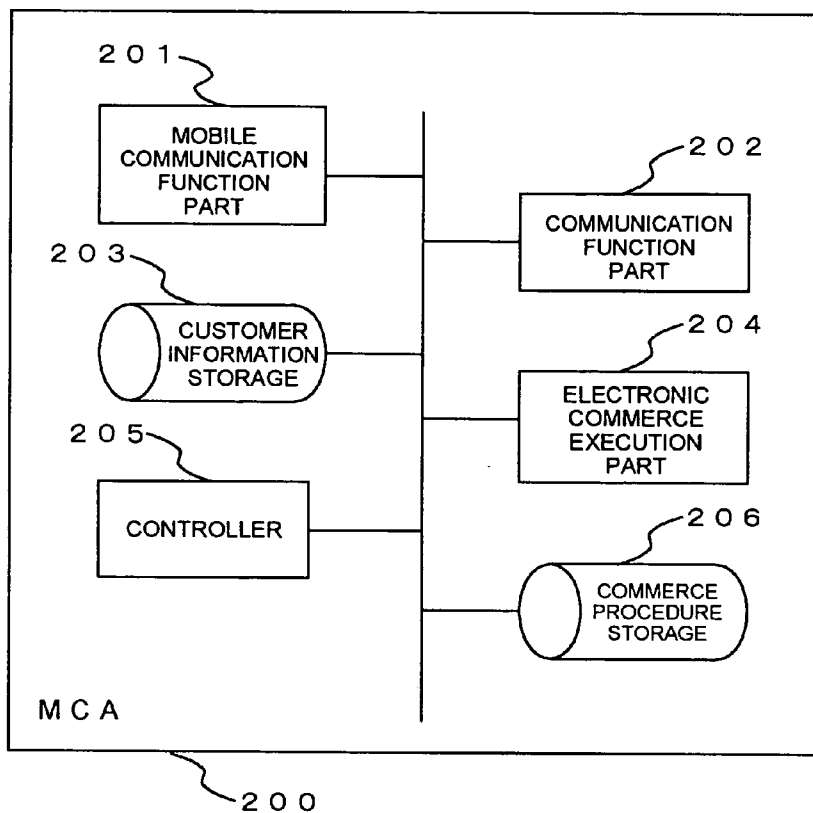 ２０１
MOBILE
COMMUNICATION
FUNCTION
PART
２０２
COMMUNICATION
FUNCTION
PART
２０３
CUSTOMER
INFORMATION
STORAGE
２０４
ELECTRONIC
COMMERCE
EXECUTION
PART
２０５
CONTROLLER
２０６
COMMERCE
PROCEDURE
STORAGE
ＭＣＡ
２００